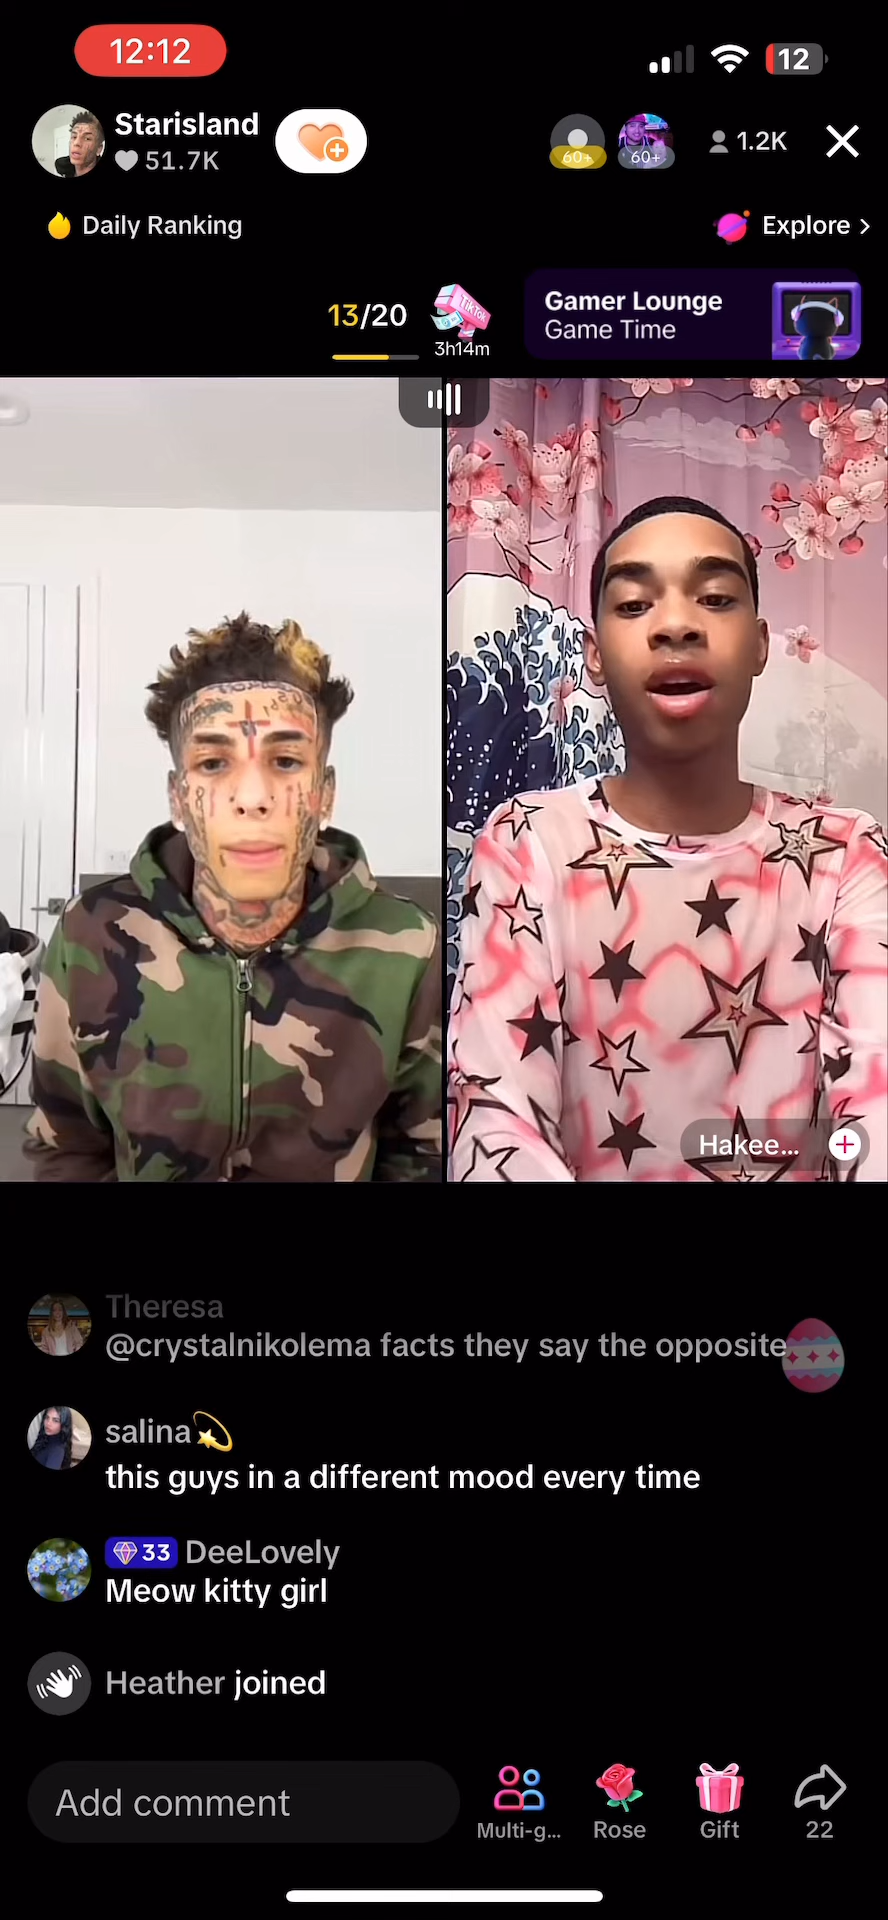 12:12
12
Starisland
51.7K
60+
60+
1.2K
Daily Ranking
Explore >
13/20
TikTok
3h14m
Gamer Lounge
Game Time
Hakee...
Theresa
@crystalnikolema facts they say the opposite
salina💫
this guys in a different mood every time
33 DeeLovely
Meow kitty girl
Heather joined
Add comment
Multi-g...
Rose
Gift
22